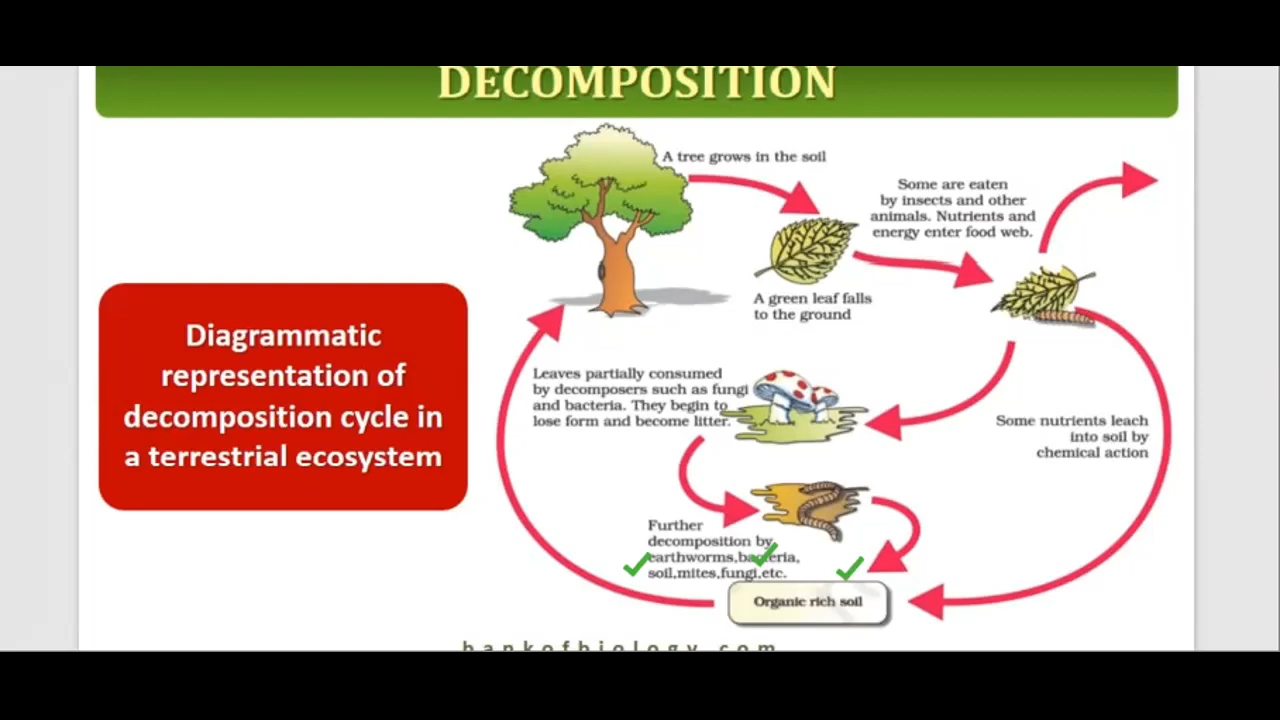 DECOMPOSITION
A tree grows in the soil
Some are eaten
by insects and other
animals. Nutrients and
energy enter food web.
A green leaf falls
to the ground
Diagrammatic
representation of
decomposition cycle in
a terrestrial ecosystem
Leaves partially consumed
by decomposers such as fungi
and bacteria. They begin to
lose form and become litter.
Some nutrients leach
into soil by
chemical action
Further
decomposition by
earthworms,bacteria,
soil,mites,fungi,etc.
Organic rich soil
bankofbiology.com